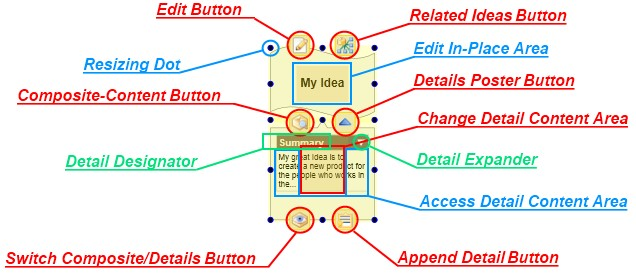 Edit Button
Related Ideas Button
Resizing Dot
Edit In-Place Area
My Idea
Composite-Content Button
Details Poster Button
Change Detail Content Area
Summary
Detail Designator
Detail Expander
My great idea is to
create a new product for
the people who works in
the...
Access Detail Content Area
Switch Composite/Details Button
Append Detail Button